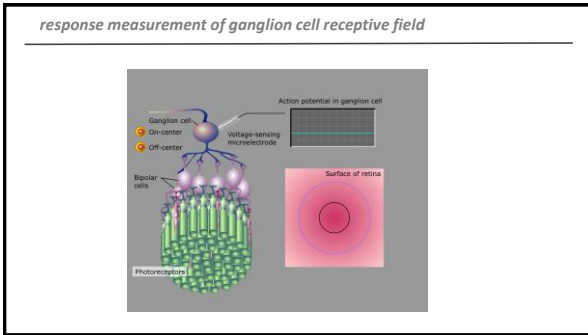 response measurement of ganglion cell receptive field
Action potential in ganglion cell
Ganglion cell
On-center
Off-center
Voltage-sensing
microelectrode
Bipolar
cells
Surface of retina
Photoreceptors